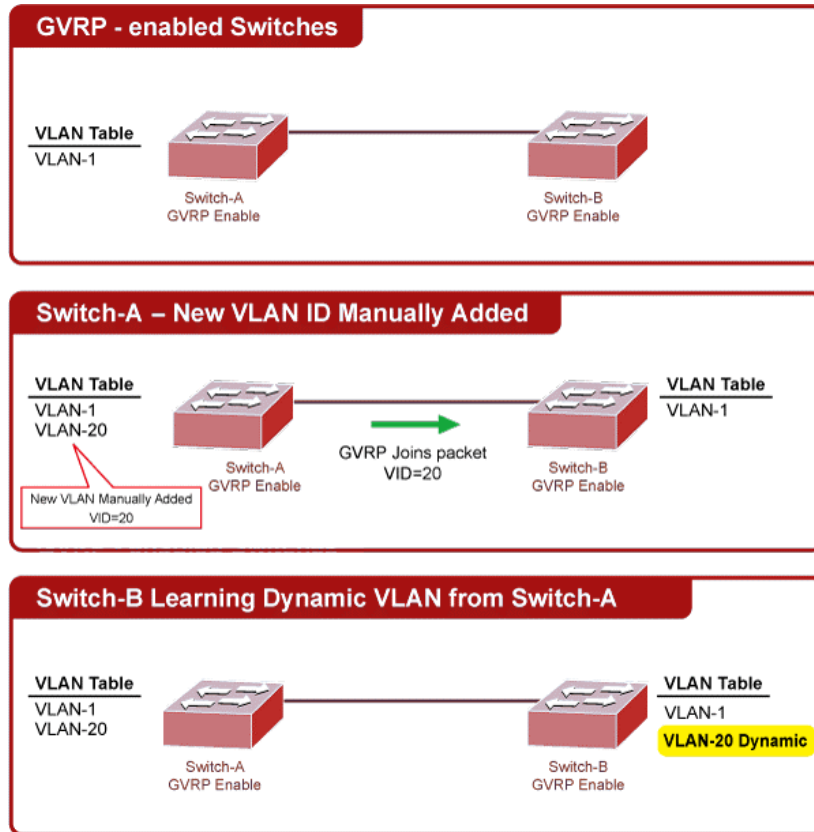 GVRP - enabled Switches
VLAN Table
VLAN-1
Switch-A
GVRP Enable
Switch-B
GVRP Enable
Switch-A – New VLAN ID Manually Added
VLAN Table
VLAN-1
VLAN-20
New VLAN Manually Added
VID=20
Switch-A
GVRP Enable
GVRP Joins packet
VID=20
Switch-B
GVRP Enable
VLAN Table
VLAN-1
Switch-B Learning Dynamic VLAN from Switch-A
VLAN Table
VLAN-1
VLAN-20
Switch-A
GVRP Enable
Switch-B
GVRP Enable
VLAN Table
VLAN-1
VLAN-20 Dynamic